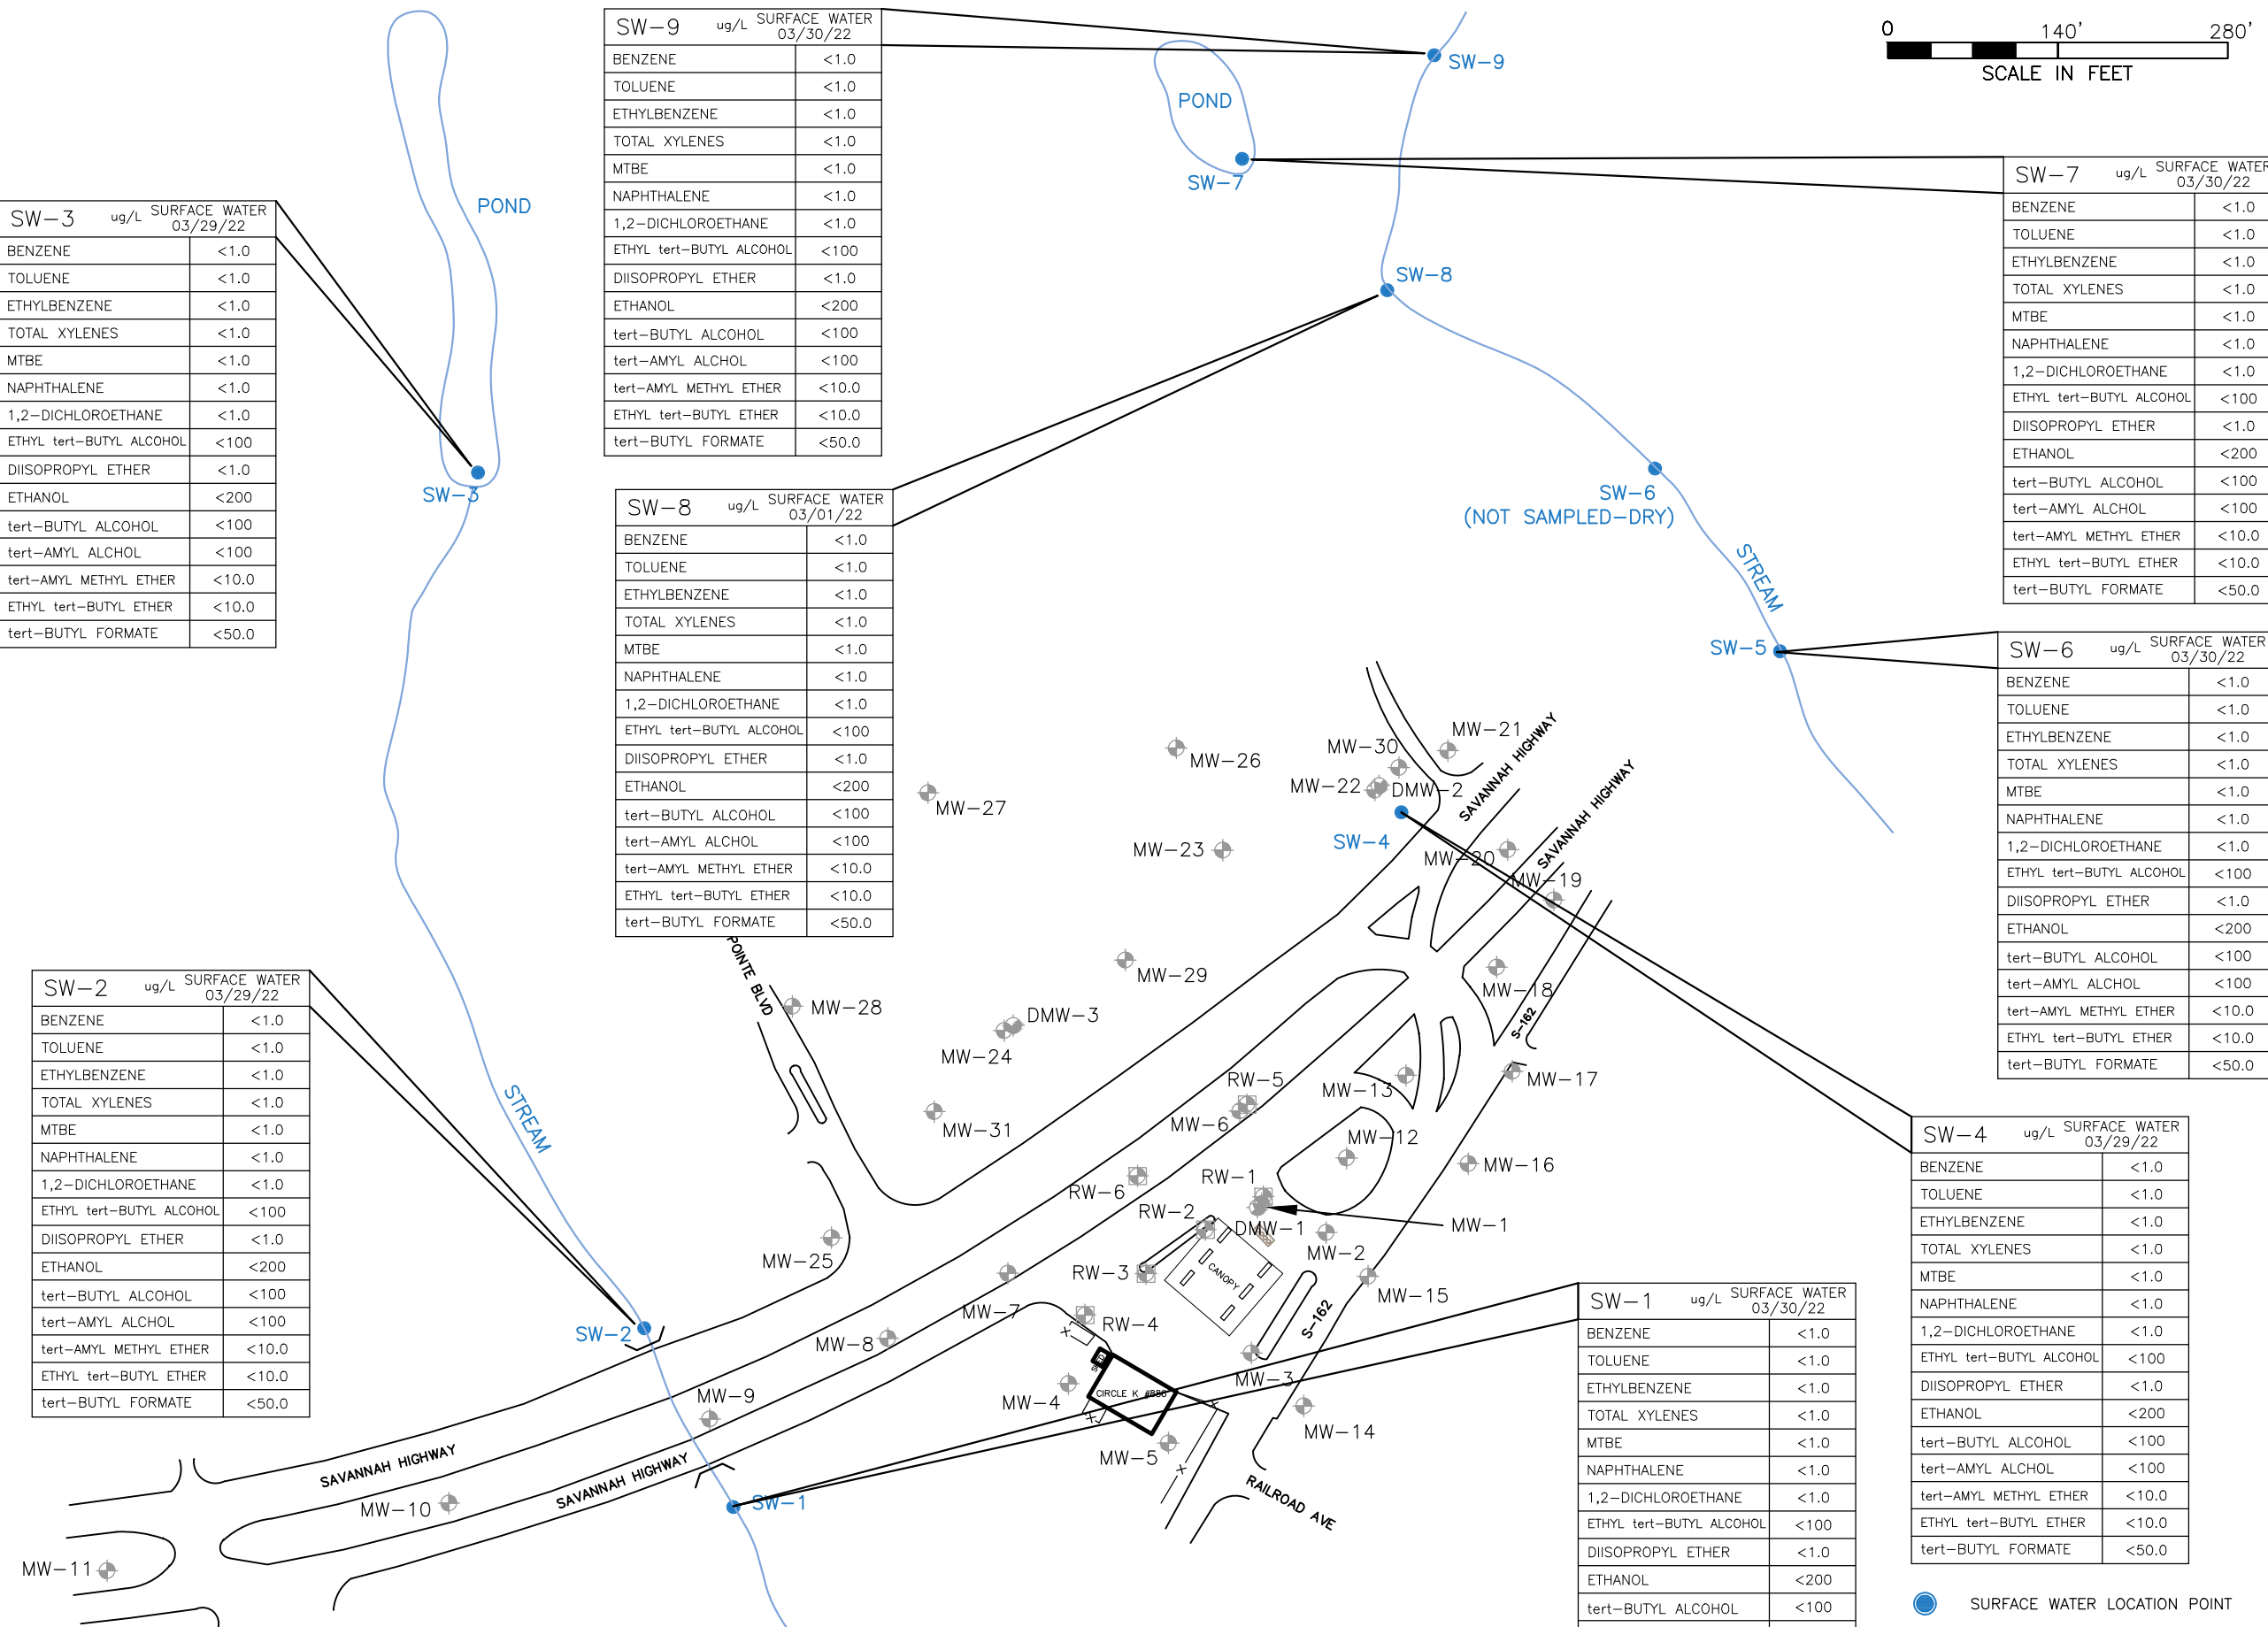 SW-9 ug/L SURFACE WATER 03/30/22
BENZENE <1.0
TOLUENE <1.0
ETHYLBENZENE <1.0
TOTAL XYLENES <1.0
MTBE <1.0
NAPHTHALENE <1.0
1,2-DICHLOROETHANE <1.0
ETHYL tert-BUTYL ALCOHOL <100
DIISOPROPYL ETHER <1.0
ETHANOL <200
tert-BUTYL ALCOHOL <100
tert-AMYL ALCHOL <100
tert-AMYL METHYL ETHER <10.0
ETHYL tert-BUTYL ETHER <10.0
tert-BUTYL FORMATE <50.0
0 140' 280'
SCALE IN FEET
SW-9
POND
SW-7
SW-7 ug/L SURFACE WATER 03/30/22
BENZENE <1.0
TOLUENE <1.0
ETHYLBENZENE <1.0
TOTAL XYLENES <1.0
MTBE <1.0
NAPHTHALENE <1.0
1,2-DICHLOROETHANE <1.0
ETHYL tert-BUTYL ALCOHOL <100
DIISOPROPYL ETHER <1.0
ETHANOL <200
tert-BUTYL ALCOHOL <100
tert-AMYL ALCHOL <100
tert-AMYL METHYL ETHER <10.0
ETHYL tert-BUTYL ETHER <10.0
tert-BUTYL FORMATE <50.0
POND
SW-3 ug/L SURFACE WATER 03/29/22
BENZENE <1.0
TOLUENE <1.0
ETHYLBENZENE <1.0
TOTAL XYLENES <1.0
MTBE <1.0
NAPHTHALENE <1.0
1,2-DICHLOROETHANE <1.0
ETHYL tert-BUTYL ALCOHOL <100
DIISOPROPYL ETHER <1.0
ETHANOL <200
tert-BUTYL ALCOHOL <100
tert-AMYL ALCHOL <100
tert-AMYL METHYL ETHER <10.0
ETHYL tert-BUTYL ETHER <10.0
tert-BUTYL FORMATE <50.0
SW-3
SW-8
SW-8 ug/L SURFACE WATER 03/01/22
BENZENE <1.0
TOLUENE <1.0
ETHYLBENZENE <1.0
TOTAL XYLENES <1.0
MTBE <1.0
NAPHTHALENE <1.0
1,2-DICHLOROETHANE <1.0
ETHYL tert-BUTYL ALCOHOL <100
DIISOPROPYL ETHER <1.0
ETHANOL <200
tert-BUTYL ALCOHOL <100
tert-AMYL ALCHOL <100
tert-AMYL METHYL ETHER <10.0
ETHYL tert-BUTYL ETHER <10.0
tert-BUTYL FORMATE <50.0
SW-6
(NOT SAMPLED-DRY)
STREAM
SW-5
SW-6 ug/L SURFACE WATER 03/30/22
BENZENE <1.0
TOLUENE <1.0
ETHYLBENZENE <1.0
TOTAL XYLENES <1.0
MTBE <1.0
NAPHTHALENE <1.0
1,2-DICHLOROETHANE <1.0
ETHYL tert-BUTYL ALCOHOL <100
DIISOPROPYL ETHER <1.0
ETHANOL <200
tert-BUTYL ALCOHOL <100
tert-AMYL ALCHOL <100
tert-AMYL METHYL ETHER <10.0
ETHYL tert-BUTYL ETHER <10.0
tert-BUTYL FORMATE <50.0
MW-21
MW-30
MW-26
MW-22
DMW-2
MW-27
SAVANNAH HIGHWAY
SAVANNAH HIGHWAY
SW-4
MW-23
MW-20
MW-19
MW-29
MW-18
POINTE BLVD
MW-28
DMW-3
MW-24
S-162
SW-2 ug/L SURFACE WATER 03/29/22
BENZENE <1.0
TOLUENE <1.0
ETHYLBENZENE <1.0
TOTAL XYLENES <1.0
MTBE <1.0
NAPHTHALENE <1.0
1,2-DICHLOROETHANE <1.0
ETHYL tert-BUTYL ALCOHOL <100
DIISOPROPYL ETHER <1.0
ETHANOL <200
tert-BUTYL ALCOHOL <100
tert-AMYL ALCHOL <100
tert-AMYL METHYL ETHER <10.0
ETHYL tert-BUTYL ETHER <10.0
tert-BUTYL FORMATE <50.0
STREAM
SW-2
RW-5
MW-13
MW-17
MW-6
MW-31
MW-12
MW-16
RW-1
RW-6
RW-2
DMW-1
MW-1
MW-2
MW-25
RW-3
CANOPY
MW-15
MW-7
RW-4
S-162
MW-8
MW-3
MW-4
CIRCLE K
MW-9
MW-14
MW-5
SAVANNAH HIGHWAY
SAVANNAH HIGHWAY
RAILROAD AVE
MW-10
SW-1
MW-11
SW-4 ug/L SURFACE WATER 03/29/22
BENZENE <1.0
TOLUENE <1.0
ETHYLBENZENE <1.0
TOTAL XYLENES <1.0
MTBE <1.0
NAPHTHALENE <1.0
1,2-DICHLOROETHANE <1.0
ETHYL tert-BUTYL ALCOHOL <100
DIISOPROPYL ETHER <1.0
ETHANOL <200
tert-BUTYL ALCOHOL <100
tert-AMYL ALCHOL <100
tert-AMYL METHYL ETHER <10.0
ETHYL tert-BUTYL ETHER <10.0
tert-BUTYL FORMATE <50.0
SW-1 ug/L SURFACE WATER 03/30/22
BENZENE <1.0
TOLUENE <1.0
ETHYLBENZENE <1.0
TOTAL XYLENES <1.0
MTBE <1.0
NAPHTHALENE <1.0
1,2-DICHLOROETHANE <1.0
ETHYL tert-BUTYL ALCOHOL <100
DIISOPROPYL ETHER <1.0
ETHANOL <200
tert-BUTYL ALCOHOL <100
SURFACE WATER LOCATION POINT